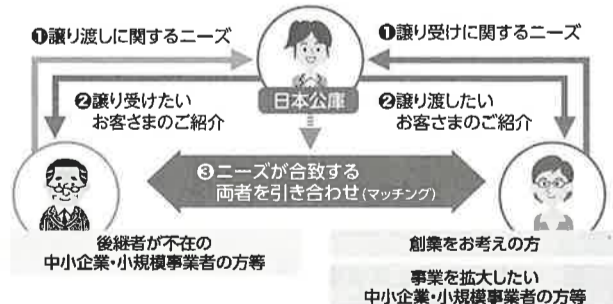 ❶譲り渡しに関するニーズ
❶譲り受けに関するニーズ
日本公庫
❷譲り受けたい
お客さまのご紹介
❷譲り渡したい
お客さまのご紹介
❸ニーズが合致する
両者を引き合わせ(マッチング)
後継者が不在の
中小企業・小規模事業者の方等
創業をお考えの方
事業を拡大したい
中小企業・小規模事業者の方等